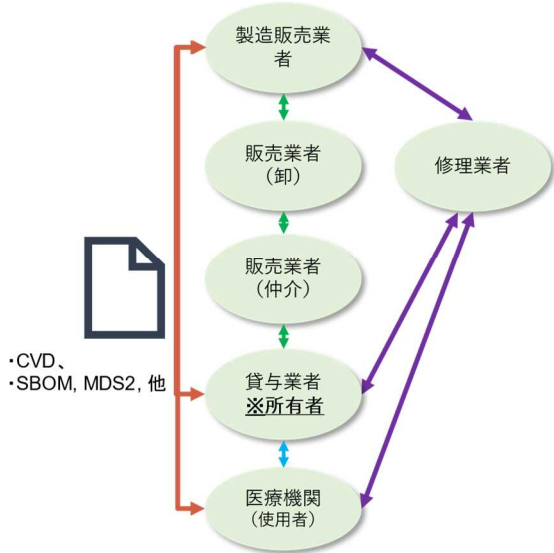 製造販売業
者
販売業者
（卸）
修理業者
販売業者
（仲介）
・CVD、
・SBOM, MDS2, 他
貸与業者
※所有者
医療機関
（使用者）